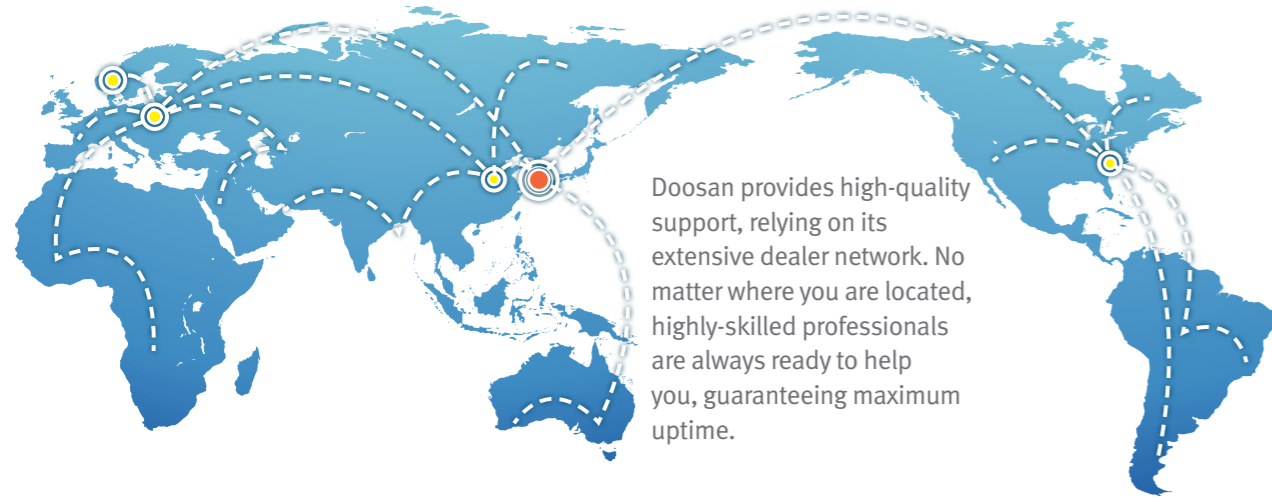 Doosan provides high-quality
support, relying on its
extensive dealer network. No
matter where you are located,
highly-skilled professionals
are always ready to help
you, guaranteeing maximum
uptime.